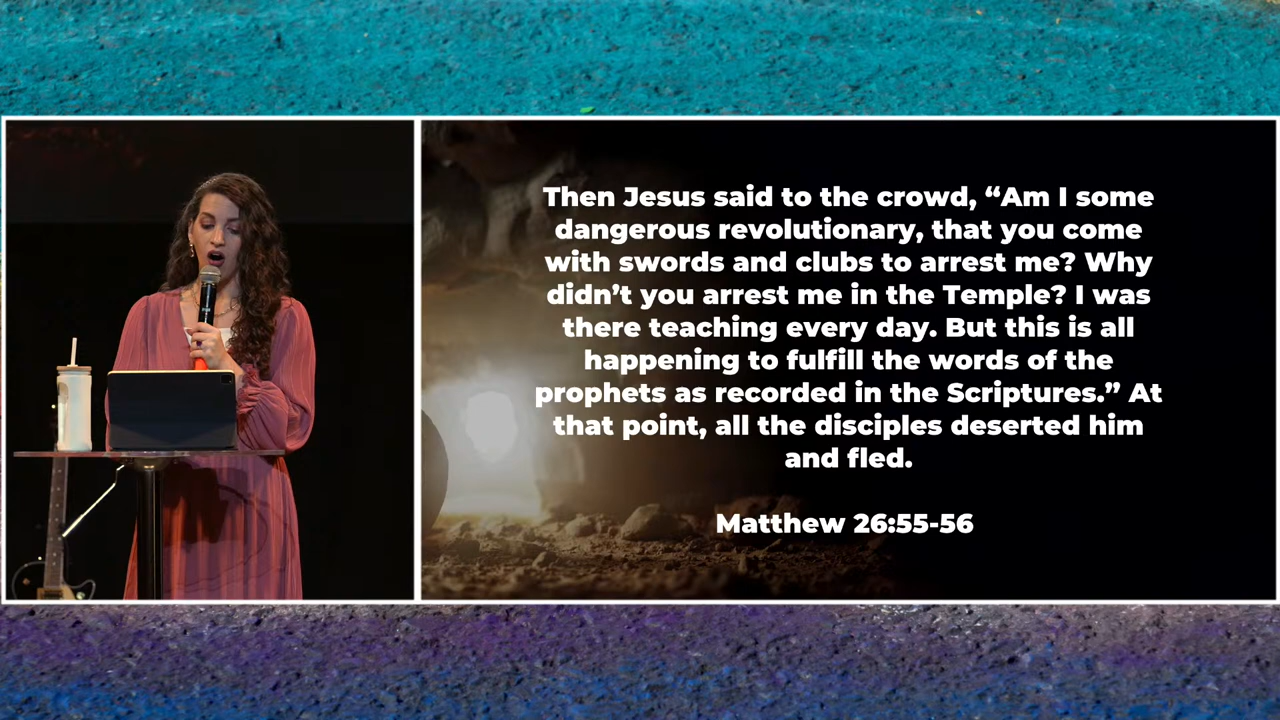 Then Jesus said to the crowd, “Am I some
dangerous revolutionary, that you come
with swords and clubs to arrest me? Why
didn’t you arrest me in the Temple? I was
there teaching every day. But this is all
happening to fulfill the words of the
prophets as recorded in the Scriptures.” At
that point, all the disciples deserted him
and fled.
Matthew 26:55-56